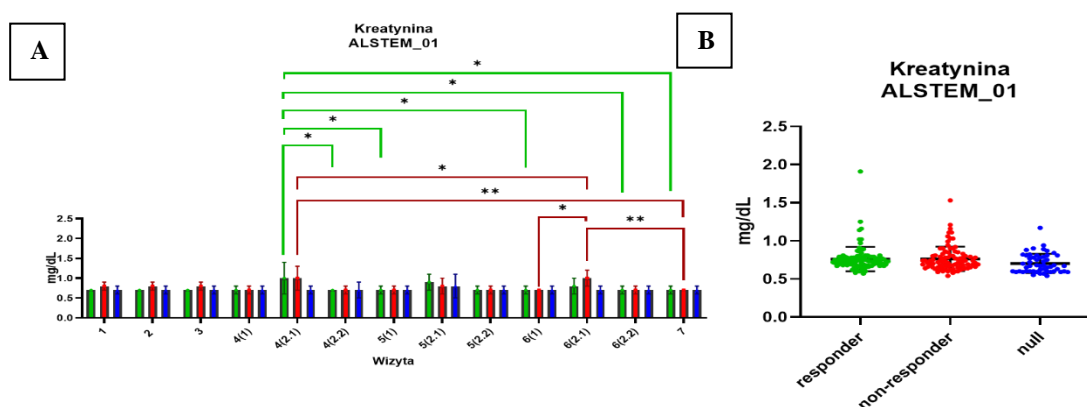 A
Kreatynina
ALSTEM_01
*
*
*
*
*
*
**
*
**
mg/dL
2.5
2.0
1.5
1.0
0.5
0.0
1
2
3
4(1)
4(2.1)
4(2.2)
5(1)
5(2.1)
5(2.2)
6(1)
6(2.1)
6(2.2)
7
Wizyta
B
Kreatynina
ALSTEM_01
mg/dL
2.5
2.0
1.5
1.0
0.5
0.0
responder
non-responder
null